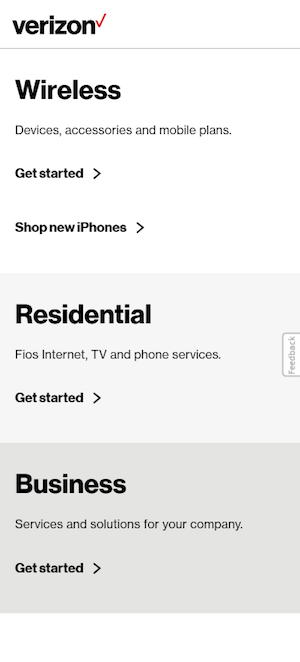 verizon✓
Wireless
Devices, accessories and mobile plans.
Get started
Shop new iPhones
Residential
Fios Internet, TV and phone services.
Feedback
Get started
Business
Services and solutions for your company.
Get started